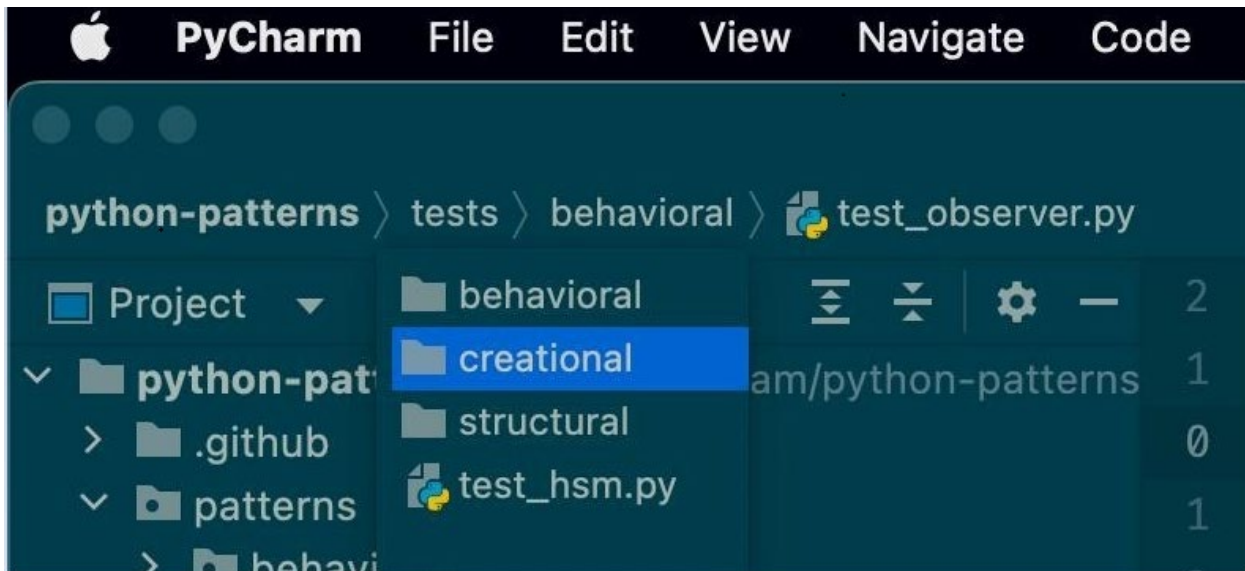 PyCharm File Edit View Navigate Code
python-patterns 〉 tests 〉 behavioral 〉 test_observer.py
Project
behavioral
creational
structural
test_hsm.py
python-pat
am/python-patterns
.github
patterns
behavi
2
1
0
1